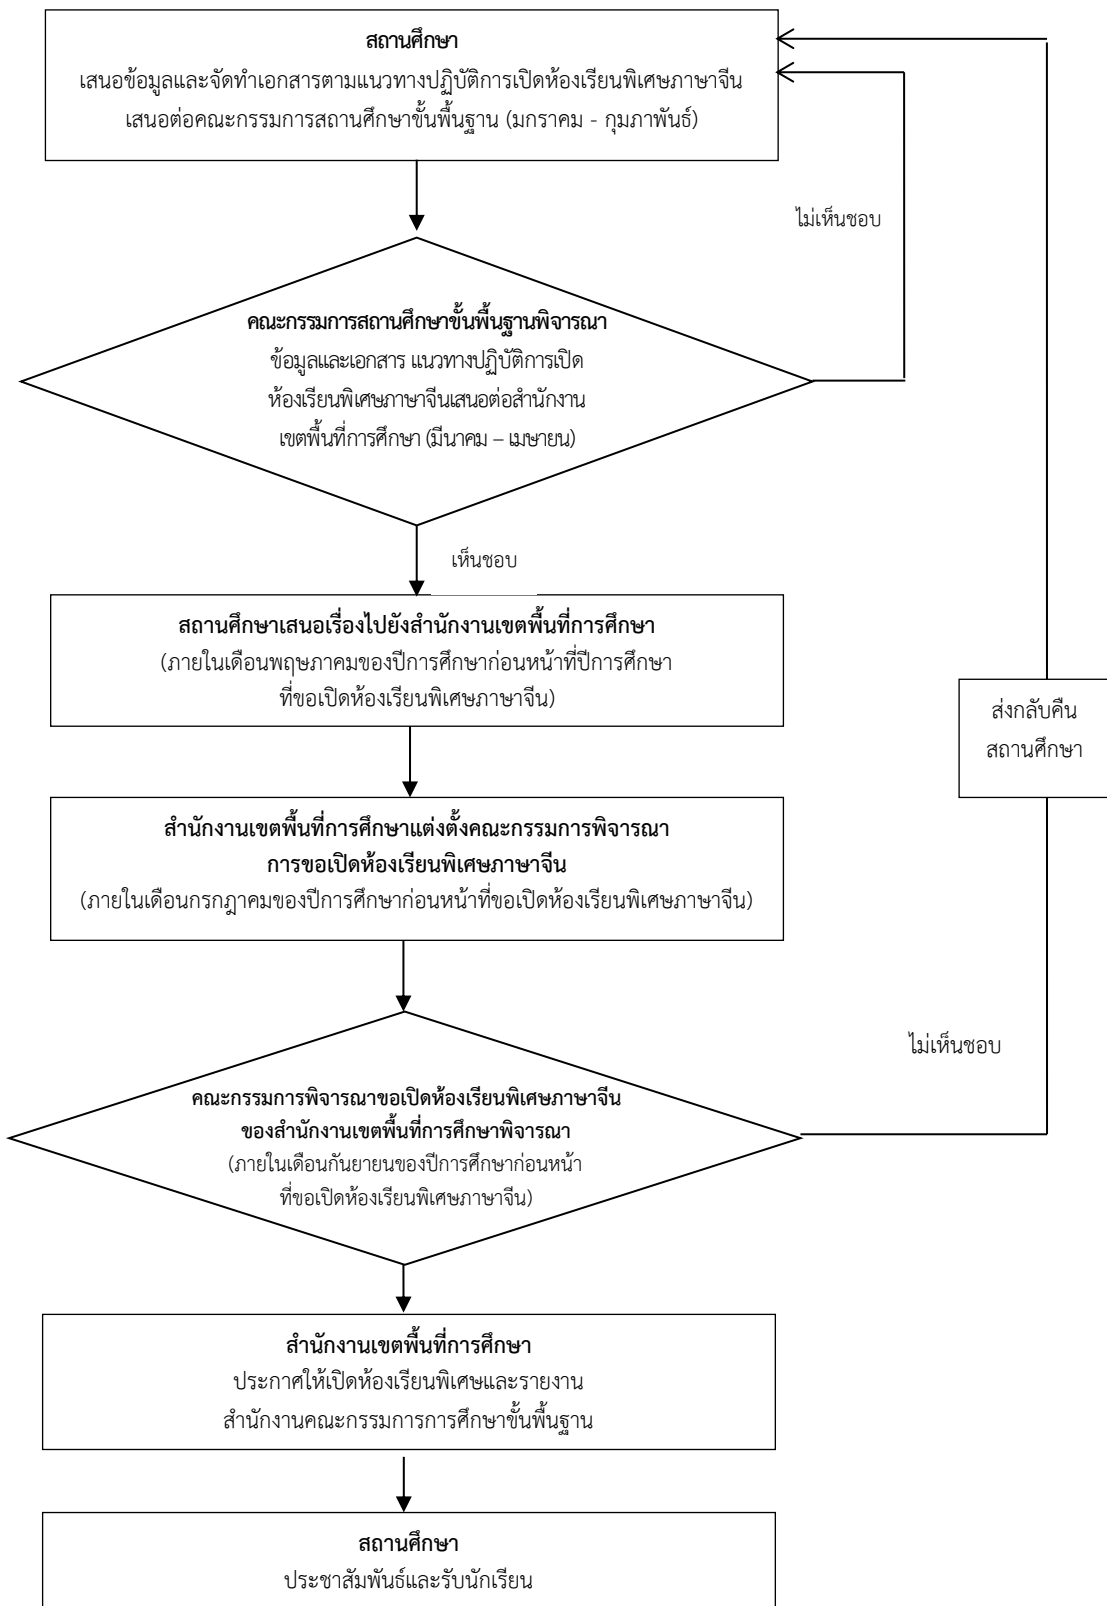 สถานศึกษา
เสนอข้อมูลและจัดทำเอกสารตามแนวทางปฏิบัติการเปิดห้องเรียนพิเศษภาษาจีน
เสนอต่อคณะกรรมการสถานศึกษาขั้นพื้นฐาน (มกราคม - กุมภาพันธ์)
ไม่เห็นชอบ
คณะกรรมการสถานศึกษาขั้นพื้นฐานพิจารณา
ข้อมูลและเอกสาร แนวทางปฏิบัติการเปิด
ห้องเรียนพิเศษภาษาจีนเสนอต่อสำนักงาน
เขตพื้นที่การศึกษา (มีนาคม – เมษายน)
เห็นชอบ
สถานศึกษาเสนอเรื่องไปยังสำนักงานเขตพื้นที่การศึกษา
(ภายในเดือนพฤษภาคมของปีการศึกษาก่อนหน้าที่ปีการศึกษา
ที่ขอเปิดห้องเรียนพิเศษภาษาจีน)
ส่งกลับคืน
สถานศึกษา
สำนักงานเขตพื้นที่การศึกษาแต่งตั้งคณะกรรมการพิจารณา
การขอเปิดห้องเรียนพิเศษภาษาจีน
(ภายในเดือนกรกฎาคมของปีการศึกษาก่อนหน้าที่ขอเปิดห้องเรียนพิเศษภาษาจีน)
ไม่เห็นชอบ
คณะกรรมการพิจารณาขอเปิดห้องเรียนพิเศษภาษาจีน
ของสำนักงานเขตพื้นที่การศึกษาพิจารณา
(ภายในเดือนกันยายนของปีการศึกษาก่อนหน้า
ที่ขอเปิดห้องเรียนพิเศษภาษาจีน)
สำนักงานเขตพื้นที่การศึกษา
ประกาศให้เปิดห้องเรียนพิเศษและรายงาน
สำนักงานคณะกรรมการการศึกษาขั้นพื้นฐาน
สถานศึกษา
ประชาสัมพันธ์และรับนักเรียน